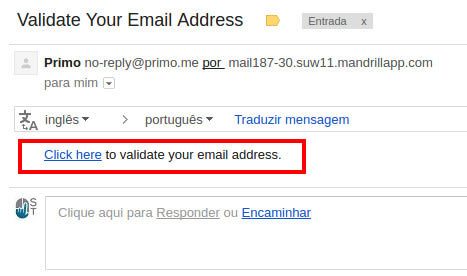 Validate Your Email Address
Entrada x
Primo no-reply@primo.me por mail187-30.suw11.mandrillapp.com
para mim
inglês > português Traduzir mensagem
Click here to validate your email address.
Clique aqui para Responder ou Encaminhar
S
T